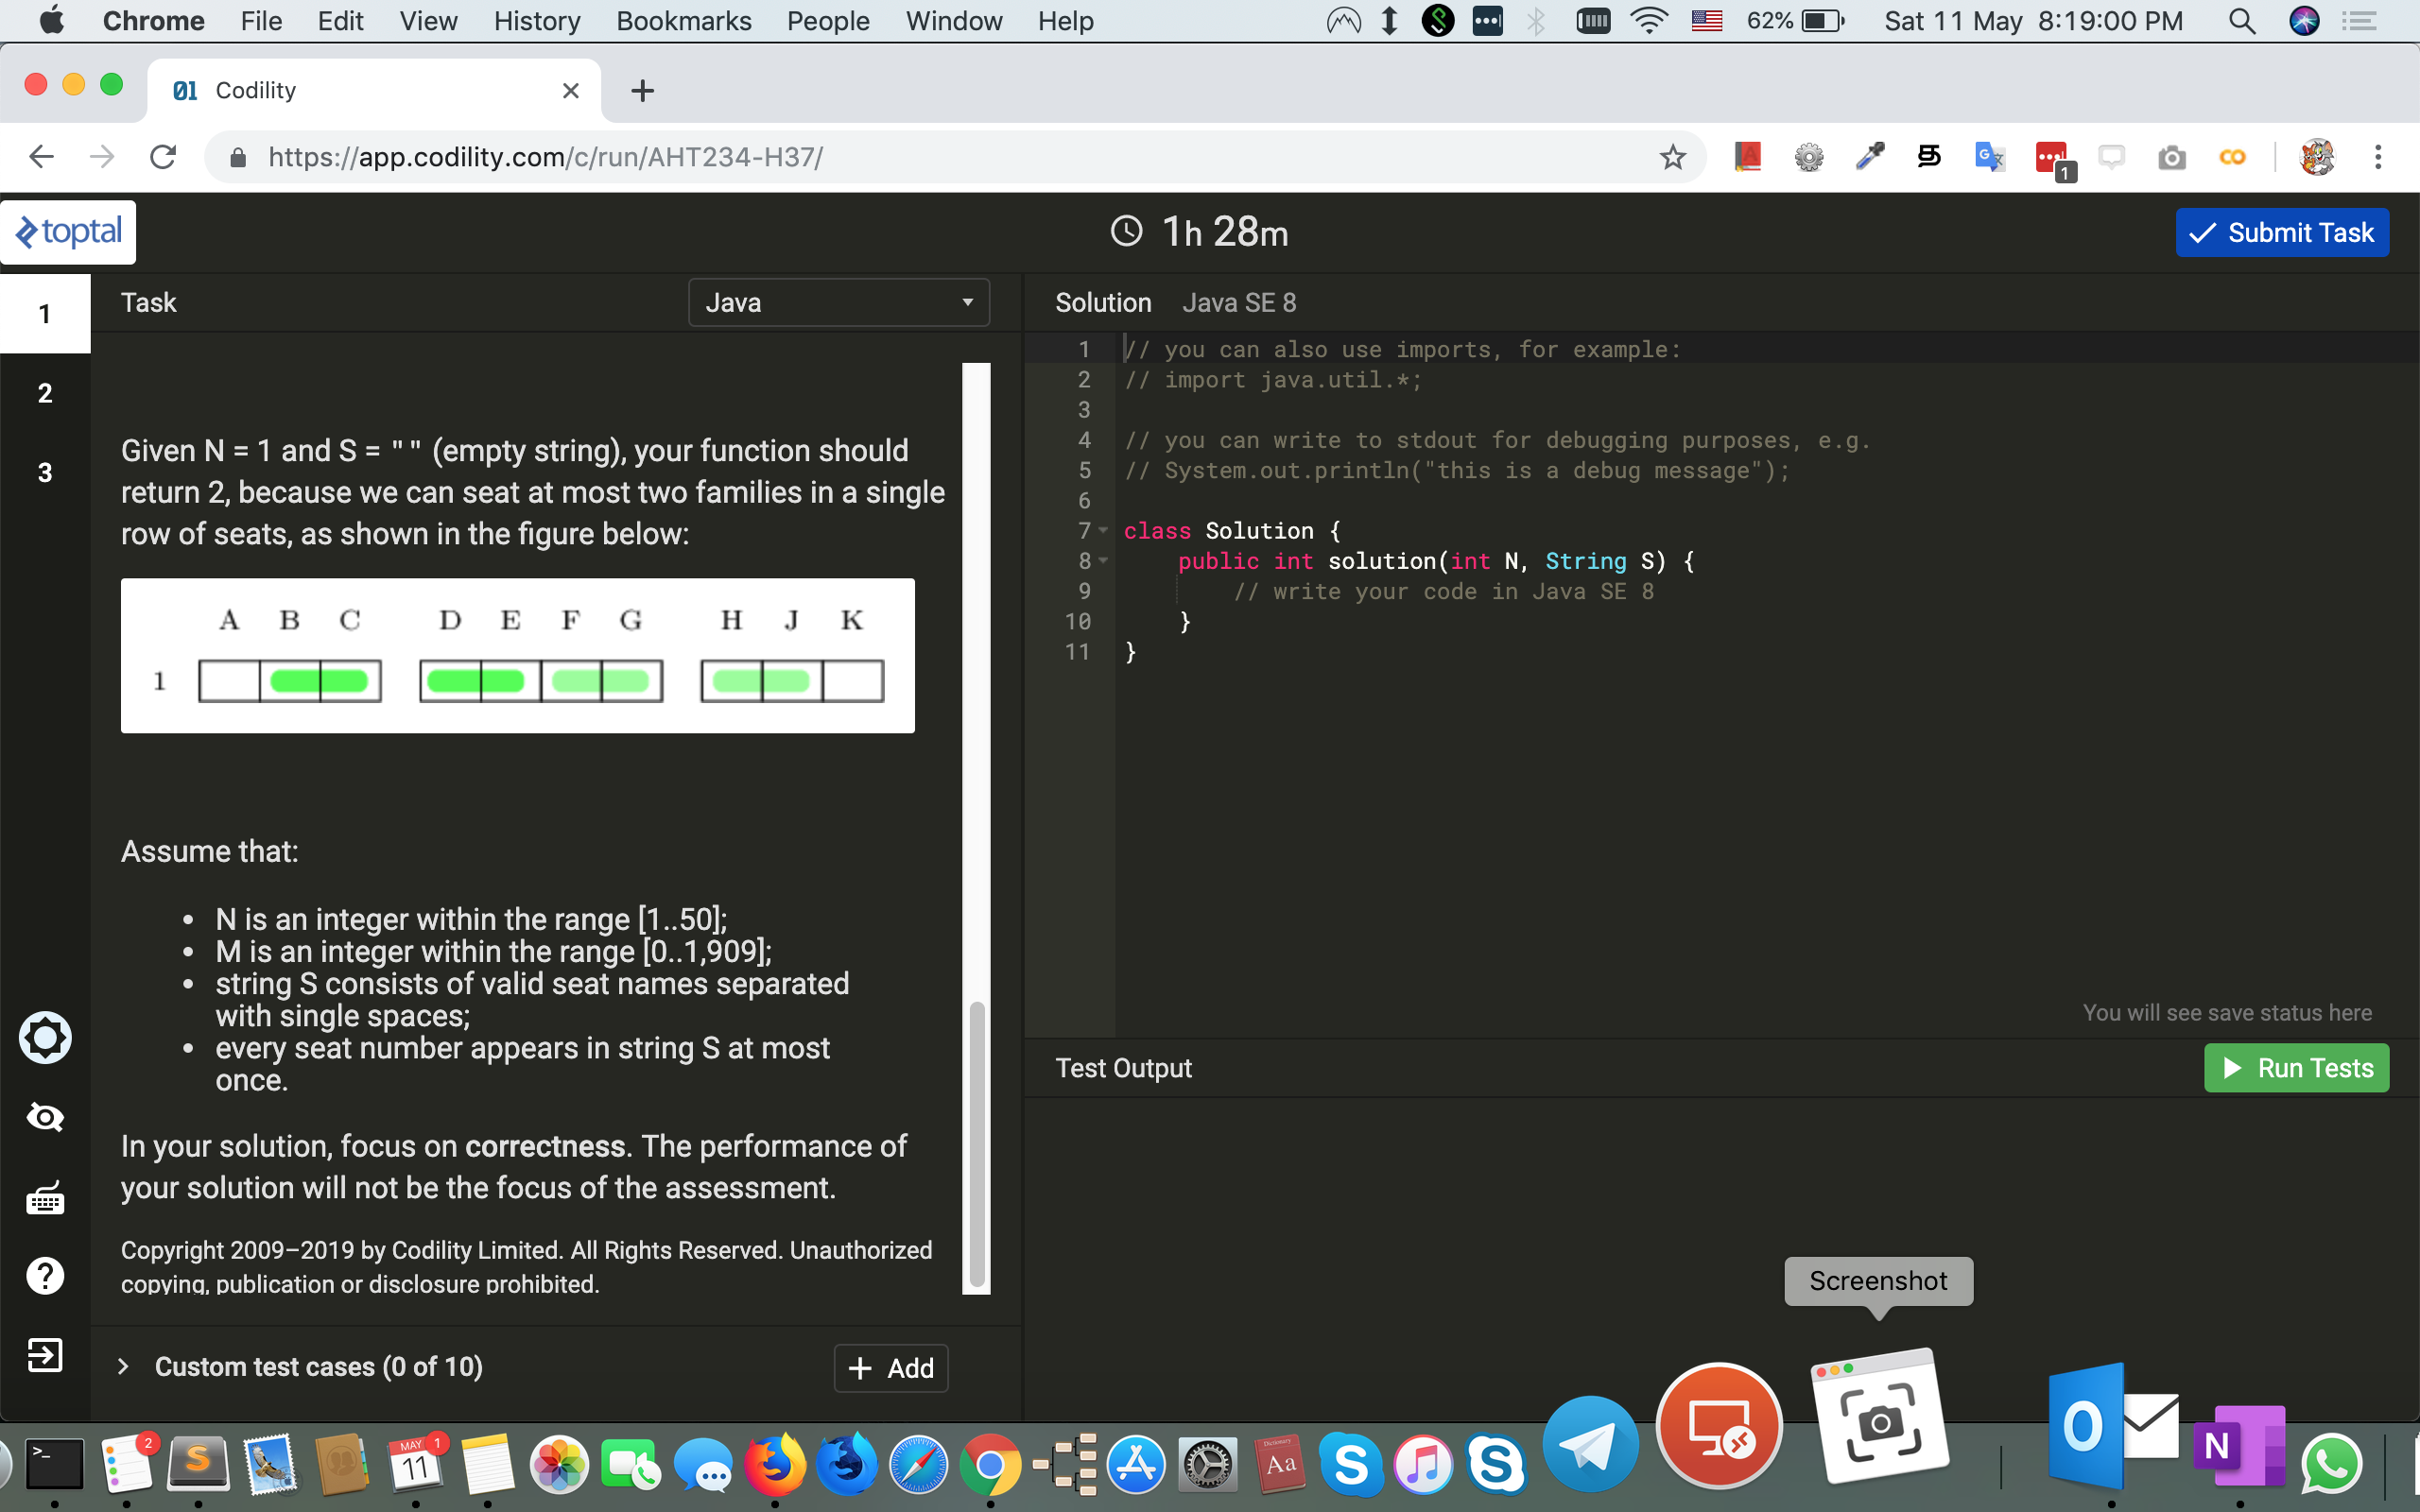 Chrome File Edit View History Bookmarks People Window Help 62% Sat 11 May 8:19:00 PM
01 Codility
https://app.codility.com/c/run/AHT234-H37/
1
toptal
1h 28m
Submit Task
1
2
3
Task
Java
Given N = 1 and S = "" (empty string), your function should
return 2, because we can seat at most two families in a single
row of seats, as shown in the figure below:
A B C D E F G H J K
1
Assume that:
• N is an integer within the range [1..50];
• M is an integer within the range [0..1,909];
• string S consists of valid seat names separated
with single spaces;
• every seat number appears in string S at most
once.
In your solution, focus on correctness. The performance of
your solution will not be the focus of the assessment.
Copyright 2009–2019 by Codility Limited. All Rights Reserved. Unauthorized
copying, publication or disclosure prohibited.
Custom test cases (0 of 10)
+ Add
Solution Java SE 8
1 // you can also use imports, for example:
2 // import java.util.*;
3
4 // you can write to stdout for debugging purposes, e.g.
5 // System.out.println("this is a debug message");
6
7 class Solution {
8 public int solution(int N, String S) {
9 // write your code in Java SE 8
10 }
11 }
You will see save status here
Test Output
Run Tests
Screenshot
>_
2
S
MAY
11
1
Dictionary
Aa
S
S
O
N